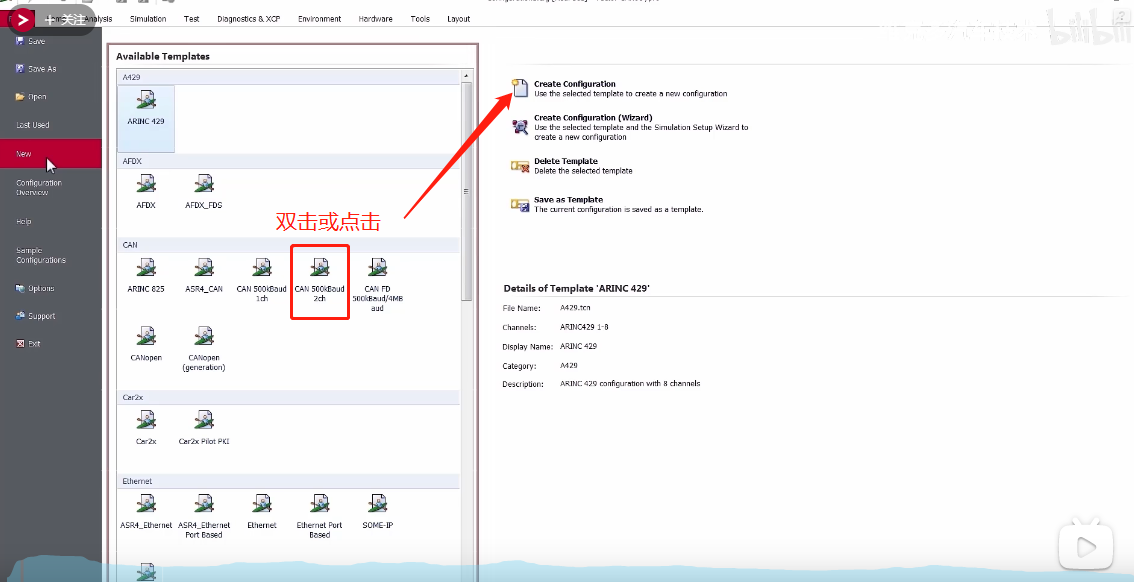 关注
Analysis
Simulation
Test
Diagnostics & XCP
Environment
Hardware
Tools
Layout
Save
Save As
Open
Last Used
New
Configuration
Overview
Help
Sample
Configurations
Options
Support
Exit
Available Templates
A429
ARINC 429
AFDX
AFDX
AFDX_FDS
双击或点击
CAN
ARINC 825
ASR4_CAN
CAN 500kBaud
1ch
CAN 500kBaud
2ch
CAN FD
500kBaud/4MB
aud
CANopen
CANopen
(generation)
Car2x
Car2x
Car2x Pilot PKI
Ethernet
ASR4_Ethernet
ASR4_Ethernet
Port Based
Ethernet
Ethernet Port
Based
SOME-IP
Create Configuration
Use the selected template to create a new configuration
Create Configuration (Wizard)
Use the selected template and the Simulation Setup Wizard to
create a new configuration
Delete Template
Delete the selected template
Save as Template
The current configuration is saved as a template.
Details of Template 'ARINC 429'
File Name: A429.tcn
Channels: ARINC429 1-8
Display Name: ARINC 429
Category: A429
Description: ARINC 429 configuration with 8 channels
bilibili